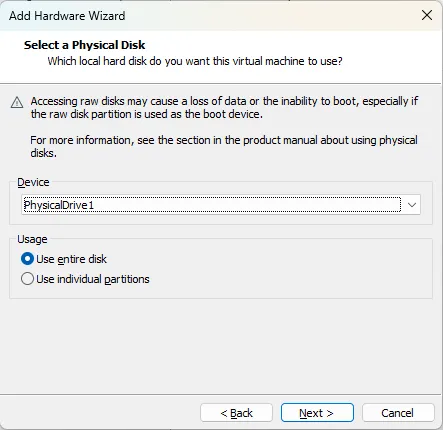 Add Hardware Wizard
Select a Physical Disk
Which local hard disk do you want this virtual machine to use?
Accessing raw disks may cause a loss of data or the inability to boot, especially if
the raw disk partition is used as the boot device.
For more information, see the section in the product manual about using physical
disks.
Device
PhysicalDrive1
Usage
Use entire disk
Use individual partitions
< Back
Next >
Cancel